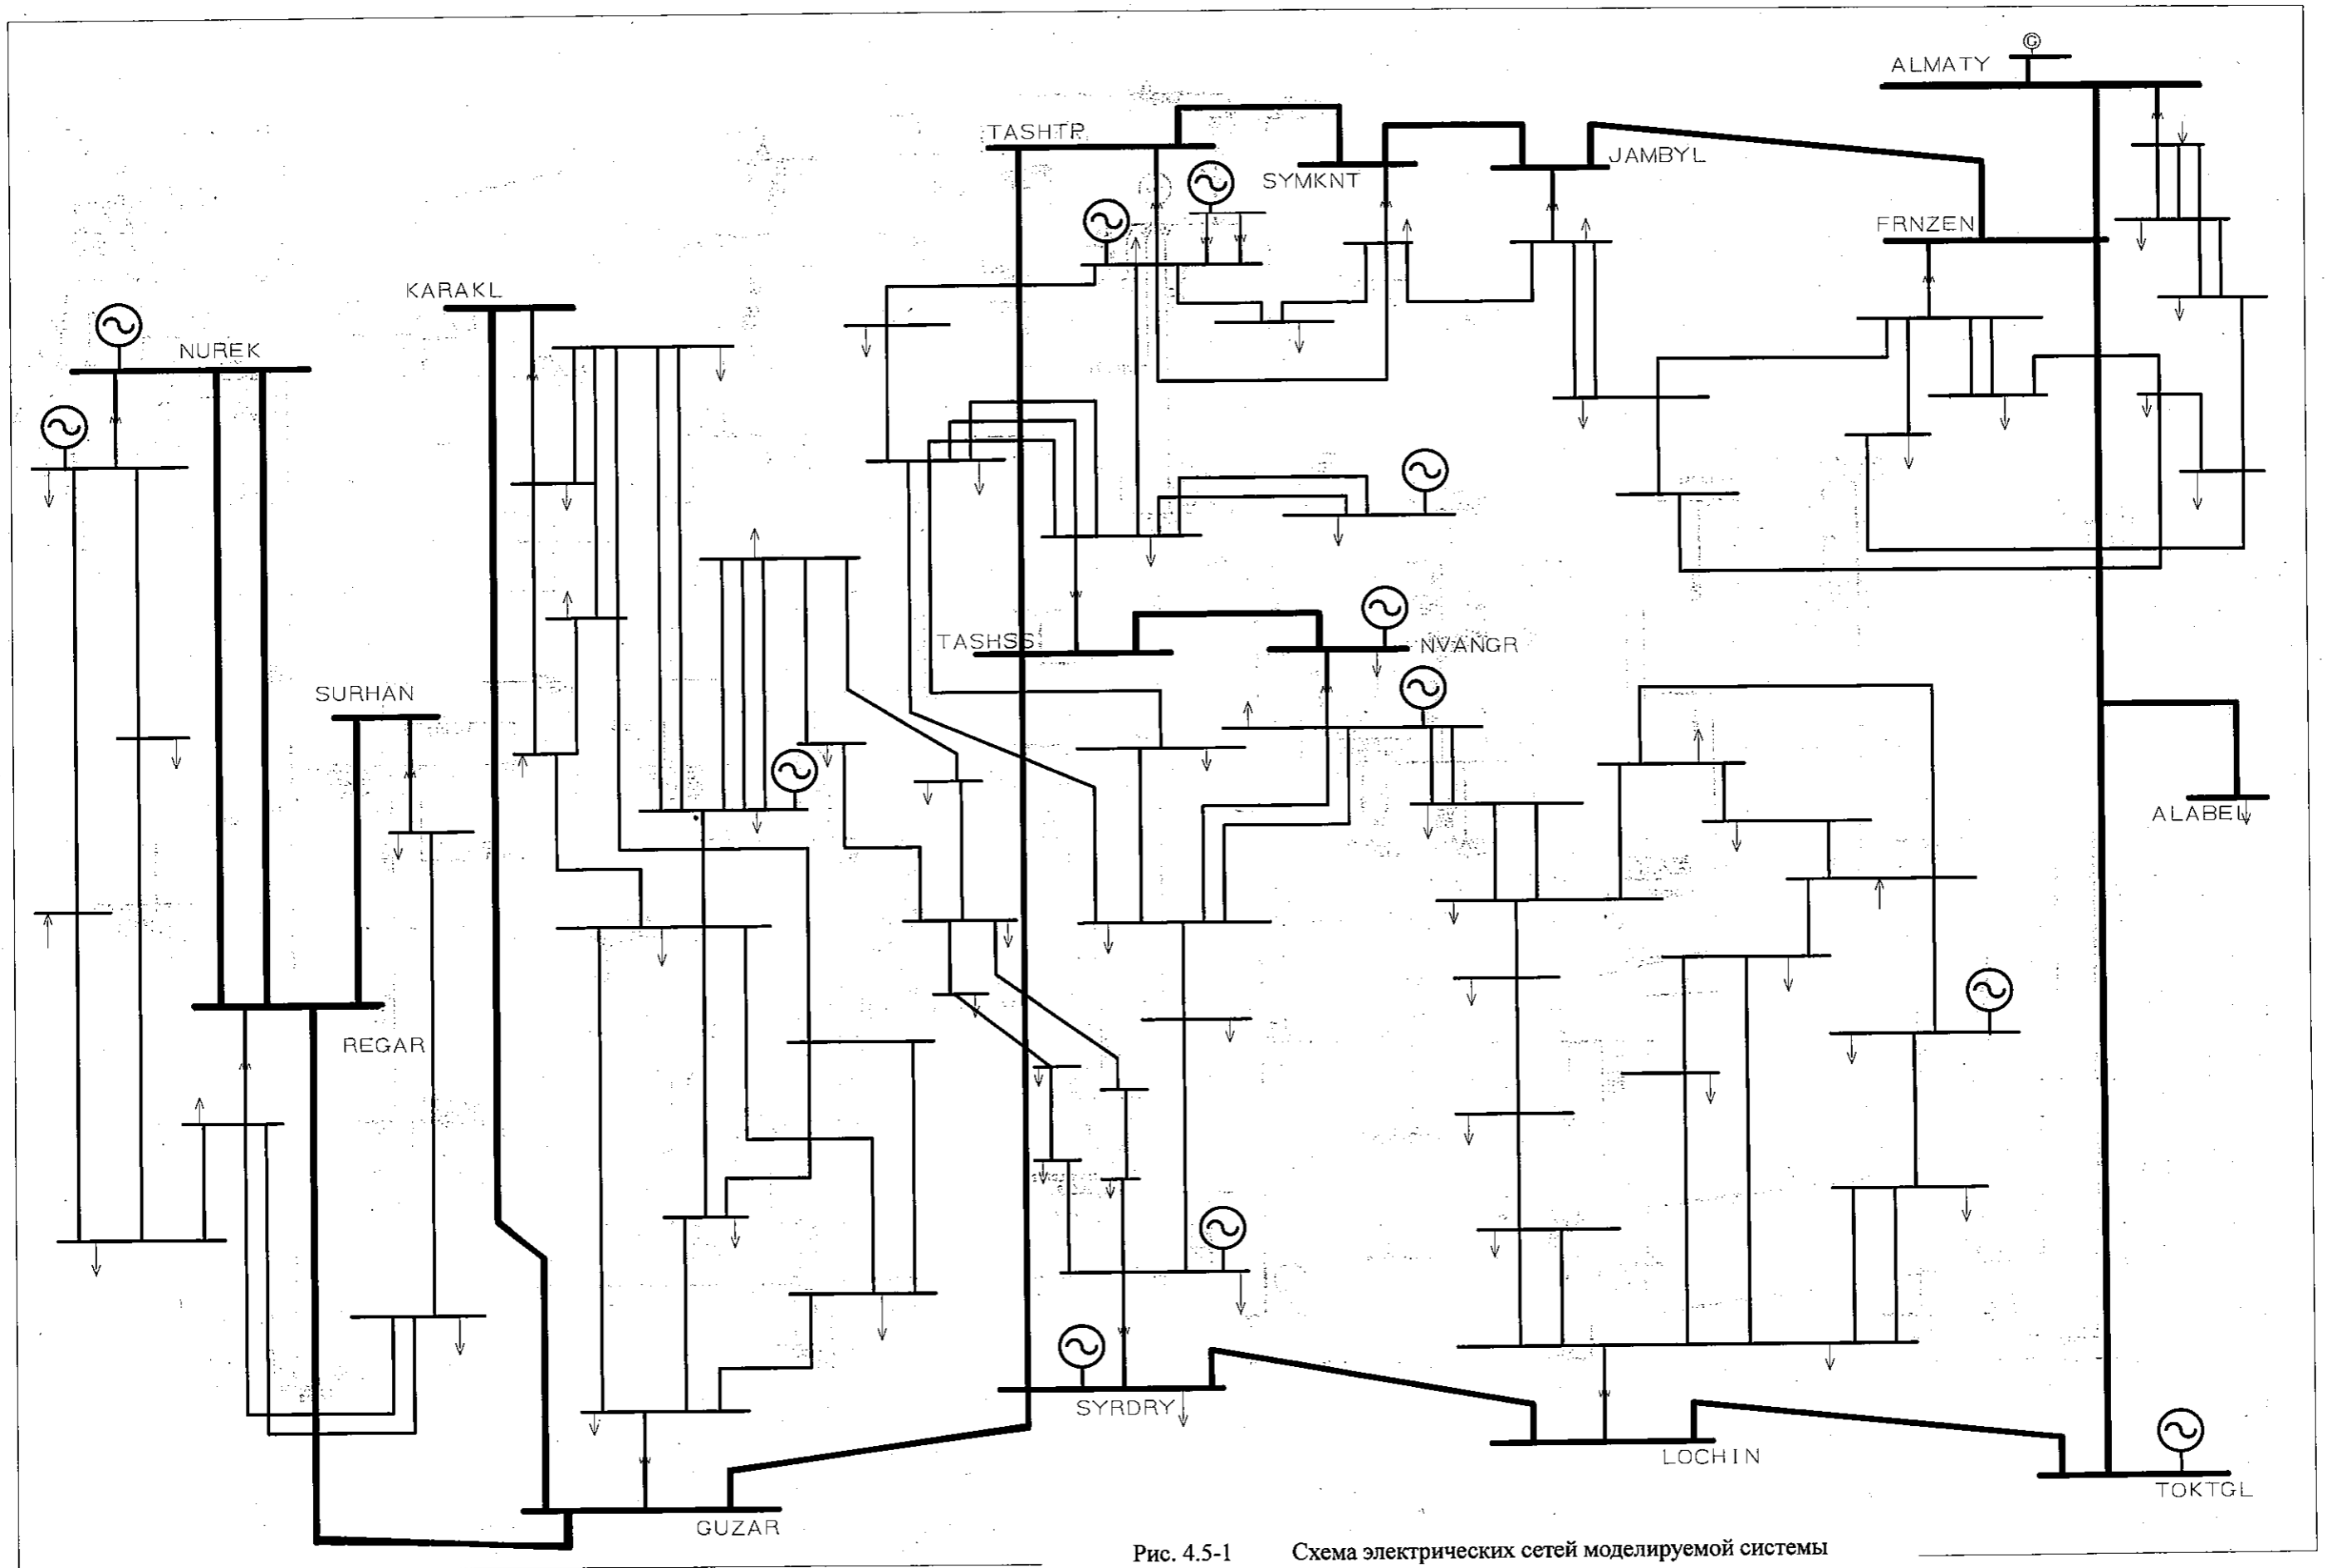 ALMATY
G
TASHTP
JAMBYL
SYMKNT
FRNZEN
KARAKL
NUREK
TASHSS
NVANGR
SURHAN
ALABEL
REGAR
SYRDRY
LOCHIN
TOKTGL
GUZAR
Рис. 4.5-1 Схема электрических сетей моделируемой системы